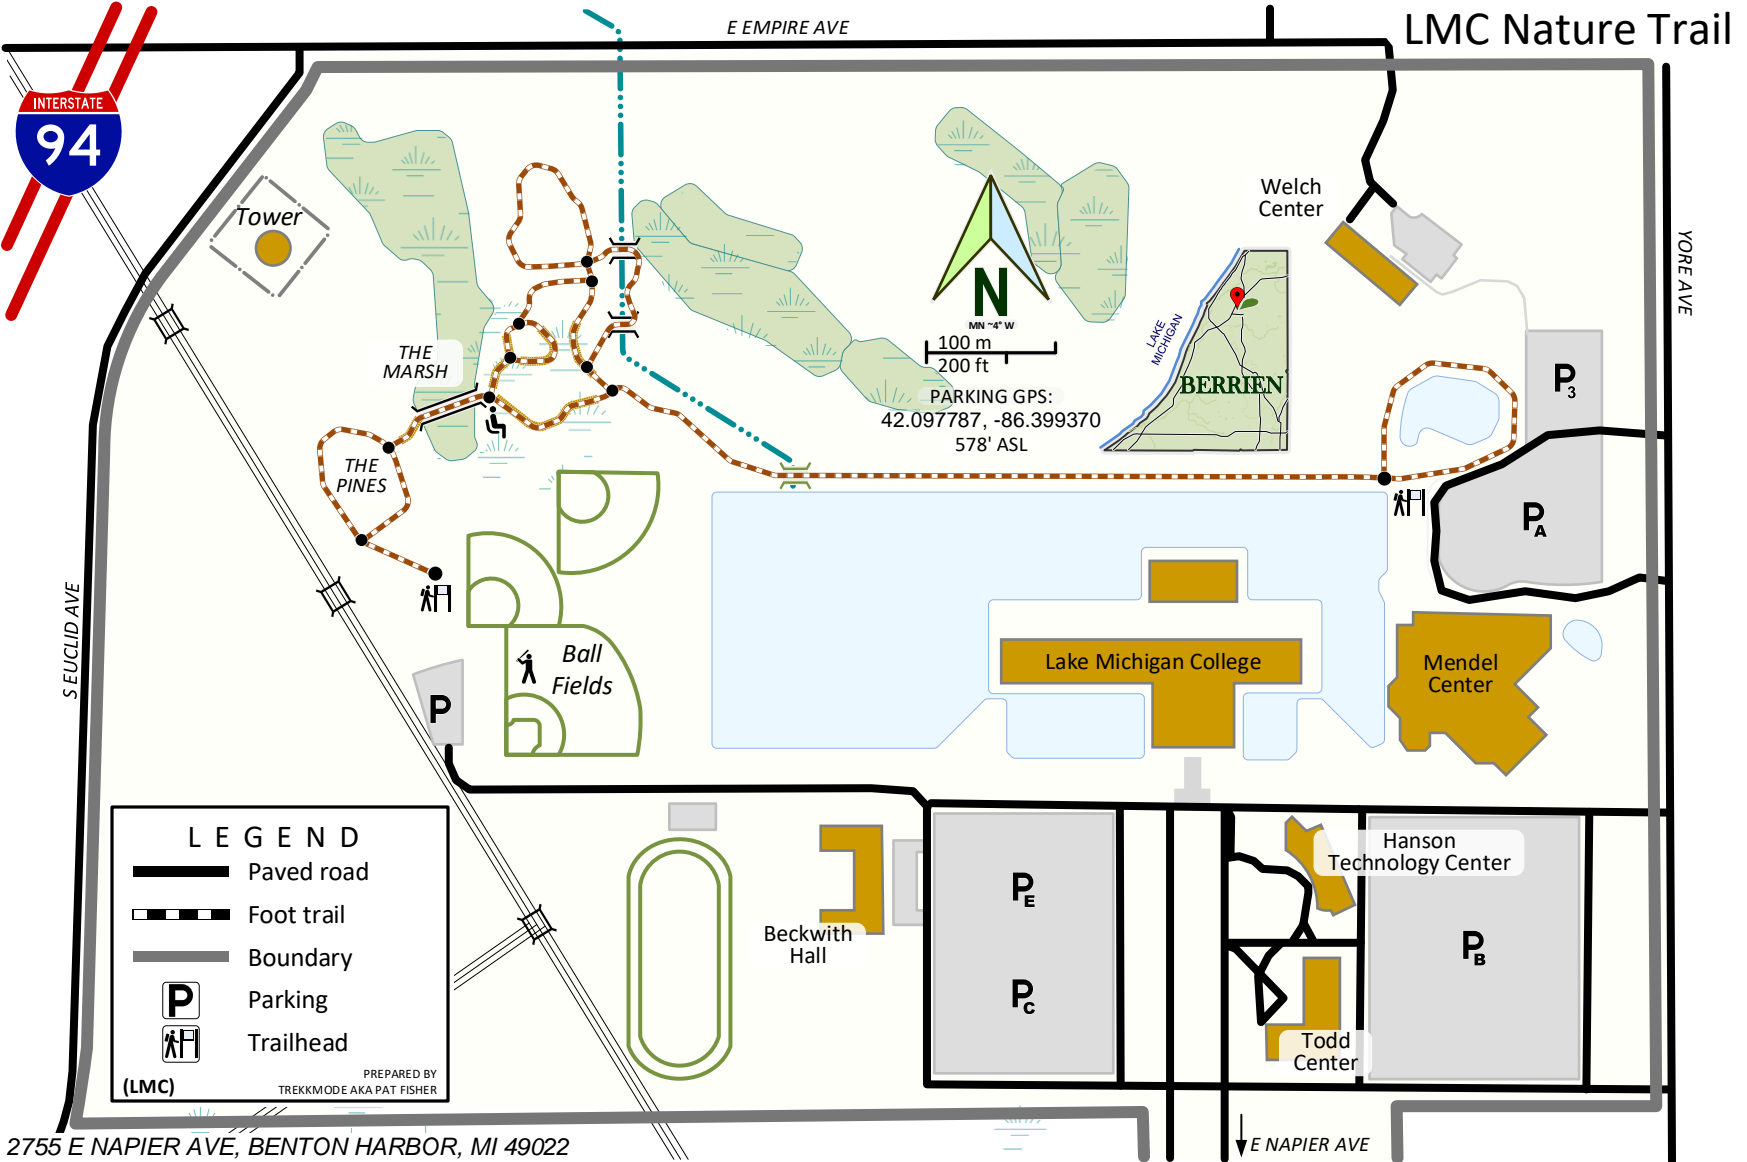 LMC Nature Trail
E EMPIRE AVE
INTERSTATE
94
Tower
Welch
Center
YORE AVE
N
MN ~4° W
100 m
200 ft
LAKE
MICHIGAN
BERRIEN
PARKING GPS:
42.097787, -86.399370
578' ASL
THE
MARSH
THE
PINES
P3
PA
S EUCLID AVE
Ball
Fields
P
Lake Michigan College
Mendel
Center
LEGEND
Paved road
Foot trail
Boundary
P Parking
Trailhead
(LMC)
PREPARED BY
TREKKMODE AKA PAT FISHER
Beckwith
Hall
PE
PC
Hanson
Technology Center
PB
Todd
Center
E NAPIER AVE
2755 E NAPIER AVE, BENTON HARBOR, MI 49022